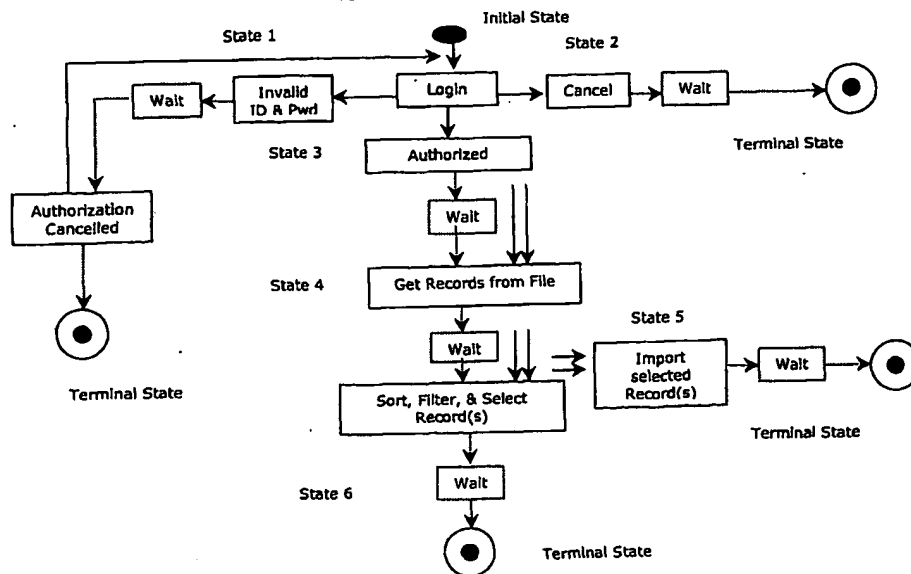 Initial State
State 1
State 2
Wait
Invalid
ID & Pwd
Login
Cancel
Wait
Terminal State
State 3
Authorized
Authorization
Cancelled
Wait
State 4
Get Records from File
State 5
Wait
Import
selected
Record(s)
Wait
Terminal State
Sort, Filter, & Select
Record(s)
Terminal State
State 6
Wait
Terminal State